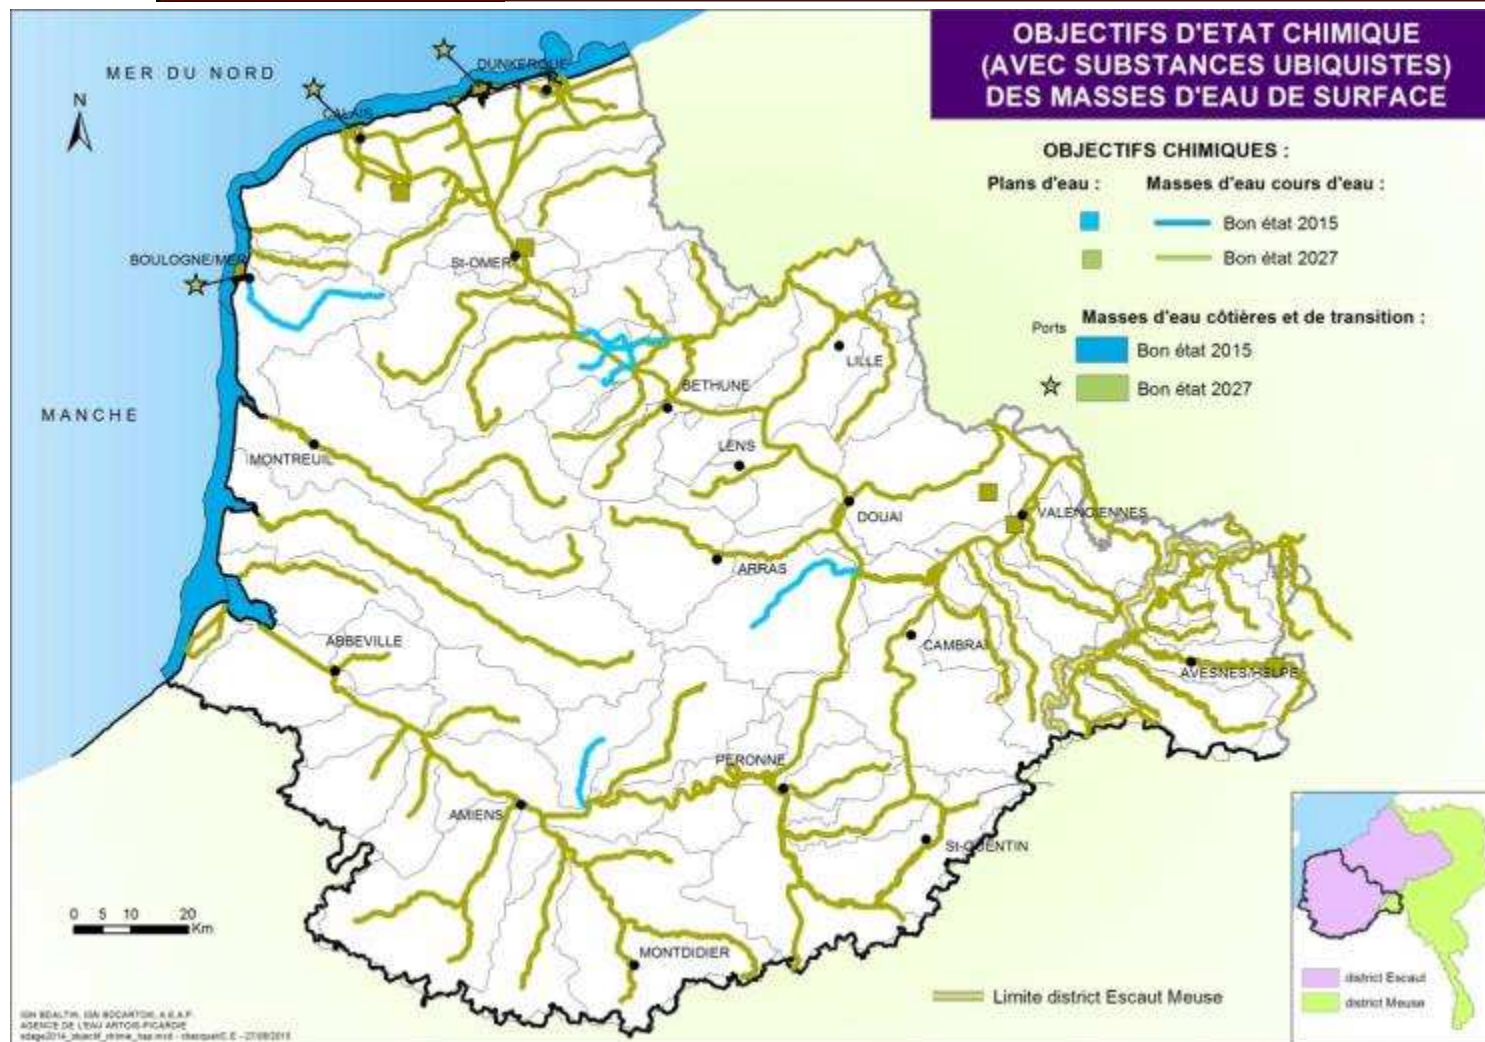 OBJECTIFS D'ETAT CHIMIQUE
(AVEC SUBSTANCES UBIQUISTES)
DES MASSES D'EAU DE SURFACE
MER DU NORD
N
DUNKERQUE
CALAIS
BOULOGNE/MER
St-OMER
MANCHE
LILLE
BETHUNE
LENS
MONTREUIL
DOUAI
VALENCIENNES
ARRAS
ABBEVILLE
CAMBRAI
AVESNES/HELPE
PERONNE
AMIENS
St-QUENTIN
MONTDIDIER
OBJECTIFS CHIMIQUES :
Plans d'eau : Masses d'eau cours d'eau :
Bon état 2015
Bon état 2027
Masses d'eau côtières et de transition :
Ports
Bon état 2015
Bon état 2027
0 5 10 20
Km
Limite district Escaut Meuse
district Escaut
district Meuse
AGENCE DE L'EAU ARTOIS-PICARDIE